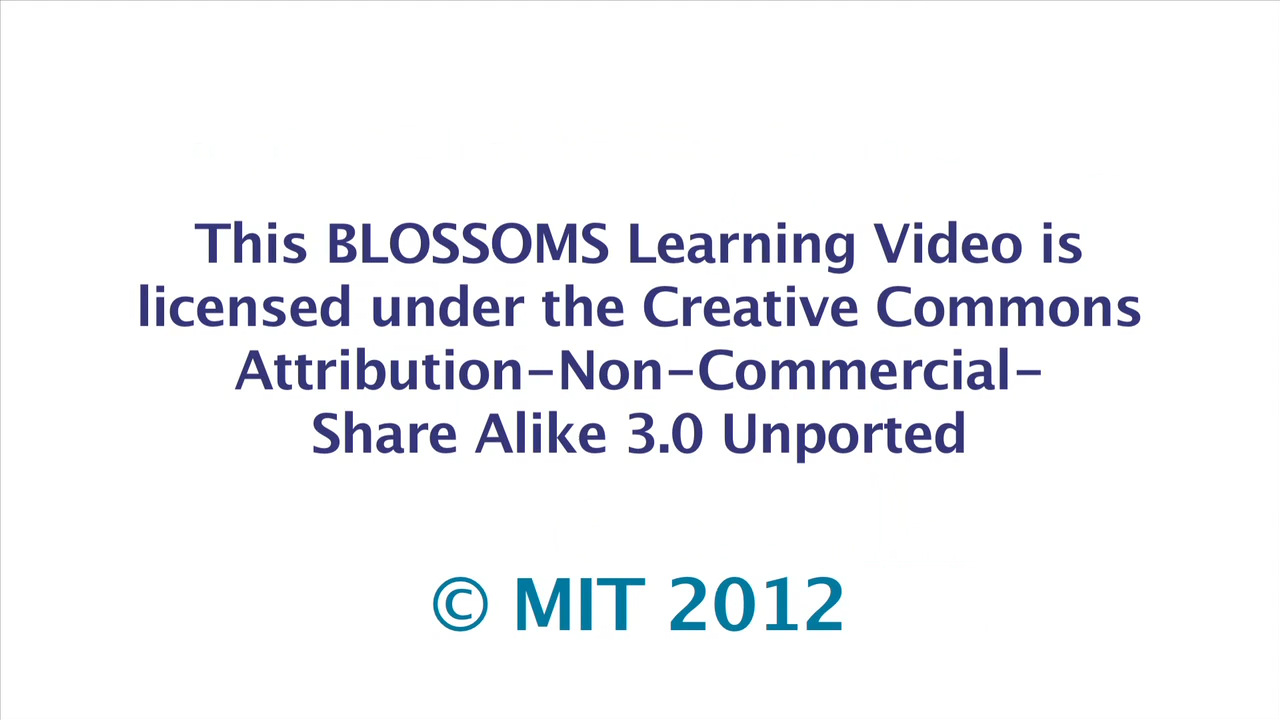 This BLOSSOMS Learning Video is
licensed under the Creative Commons
Attribution-Non-Commercial-
Share Alike 3.0 Unported
© MIT 2012